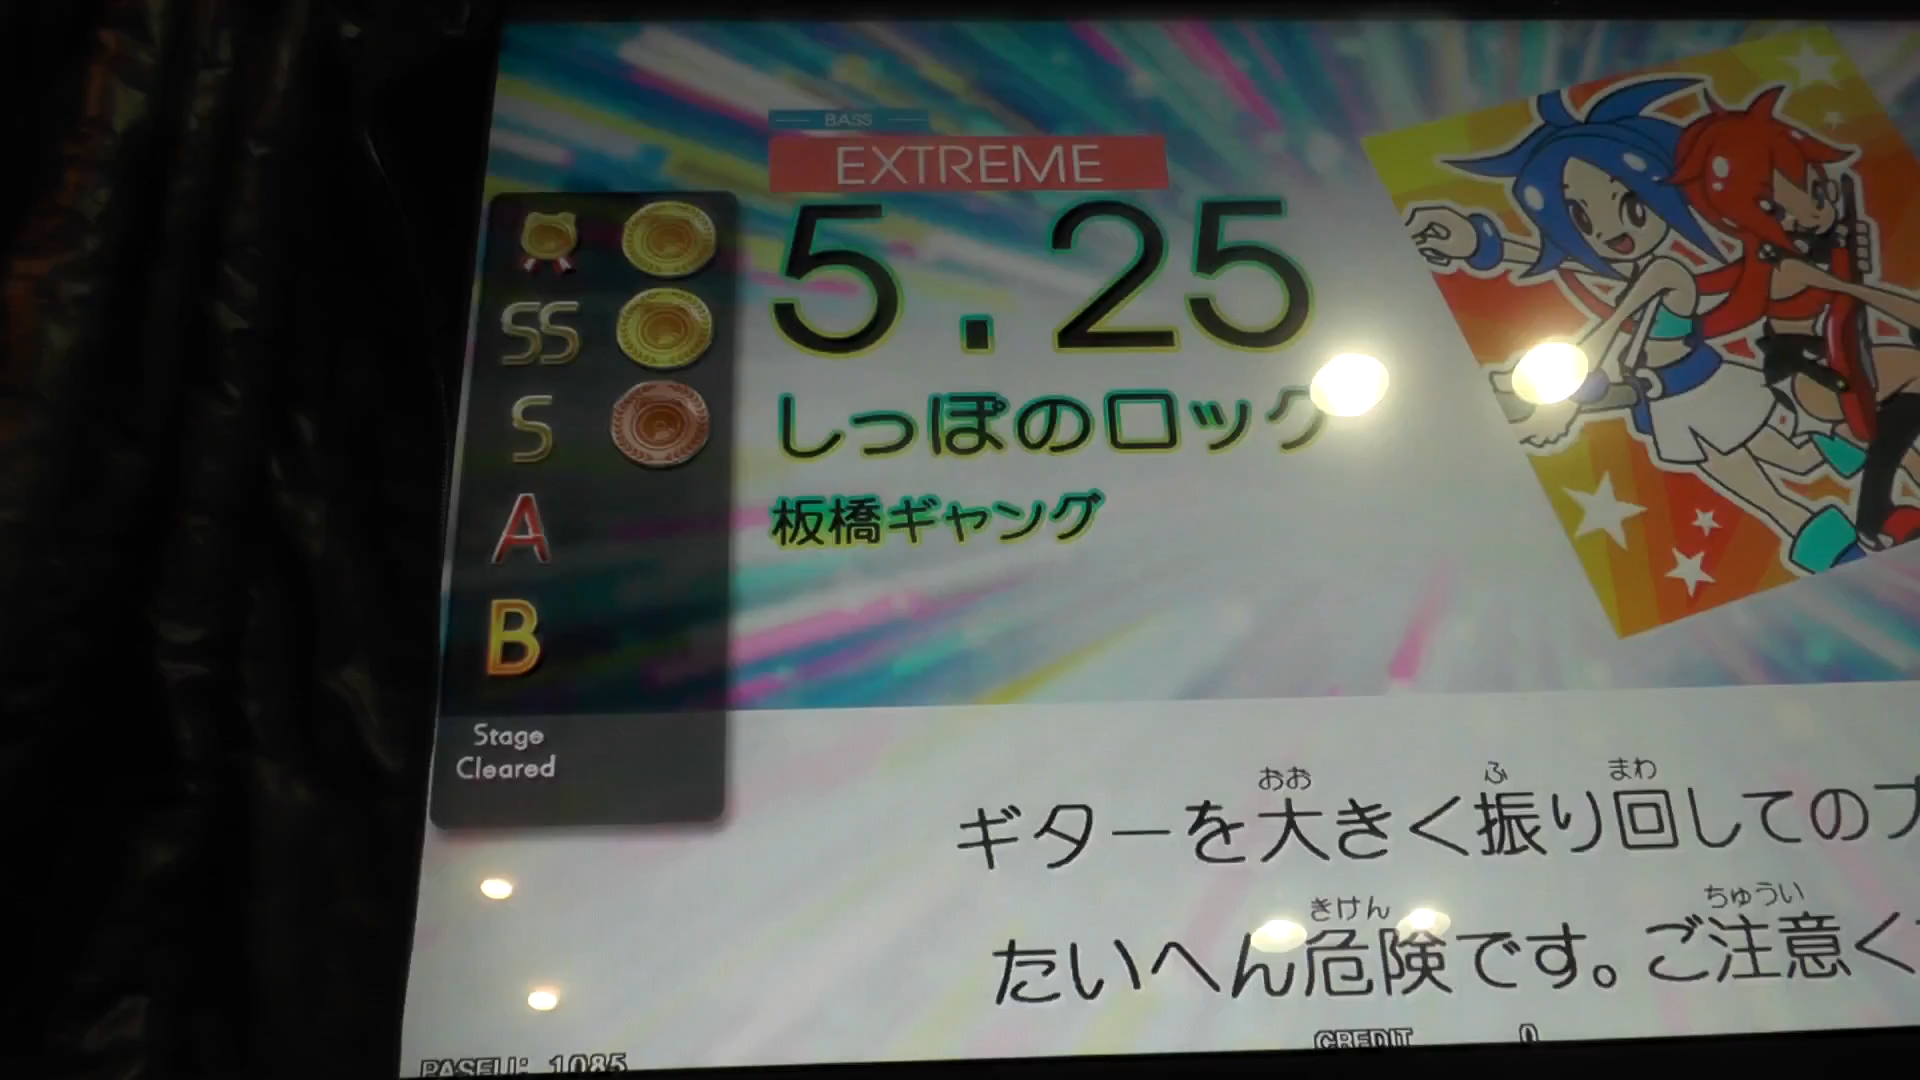 BASS
EXTREME
5.25
しっぽのロック
板橋ギャング
SS
S
A
B
Stage
Cleared
おお ふ まわ
ギターを大きく振り回してのプ
きけん ちゅうい
たいへん危険です。ご注意く
PASELI: 1085
CREDIT 0